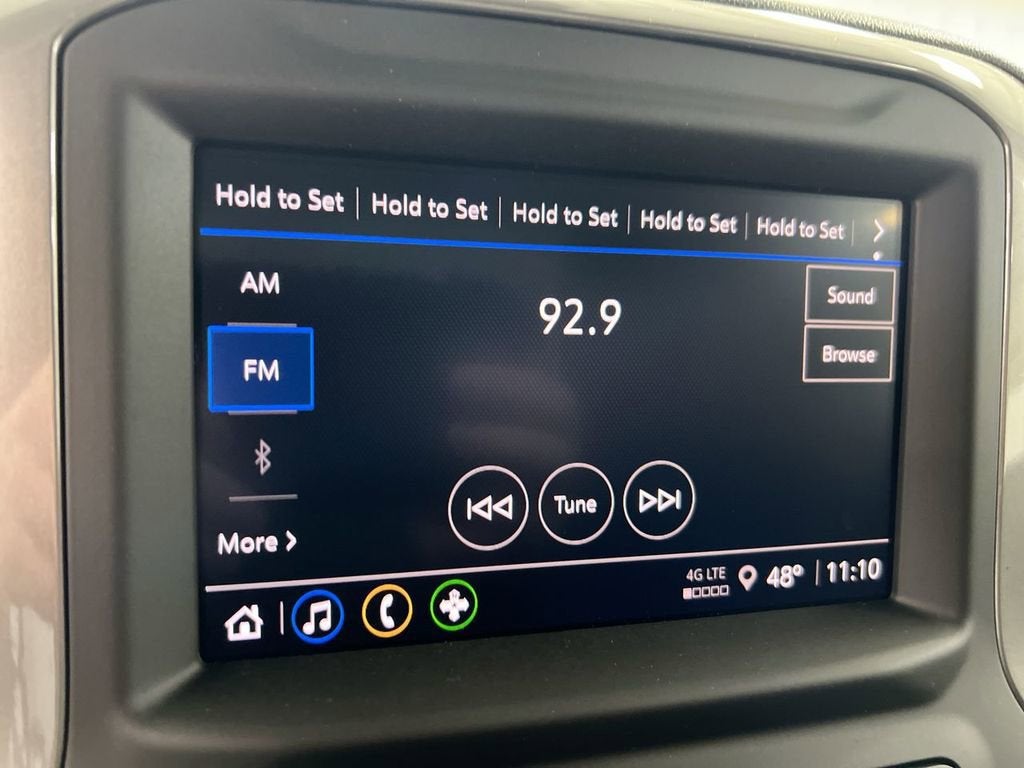 Hold to Set | Hold to Set | Hold to Set | Hold to Set | Hold to Set
AM
92.9
Sound
FM
Browse
Tune
More >
4G LTE
48° | 11:10